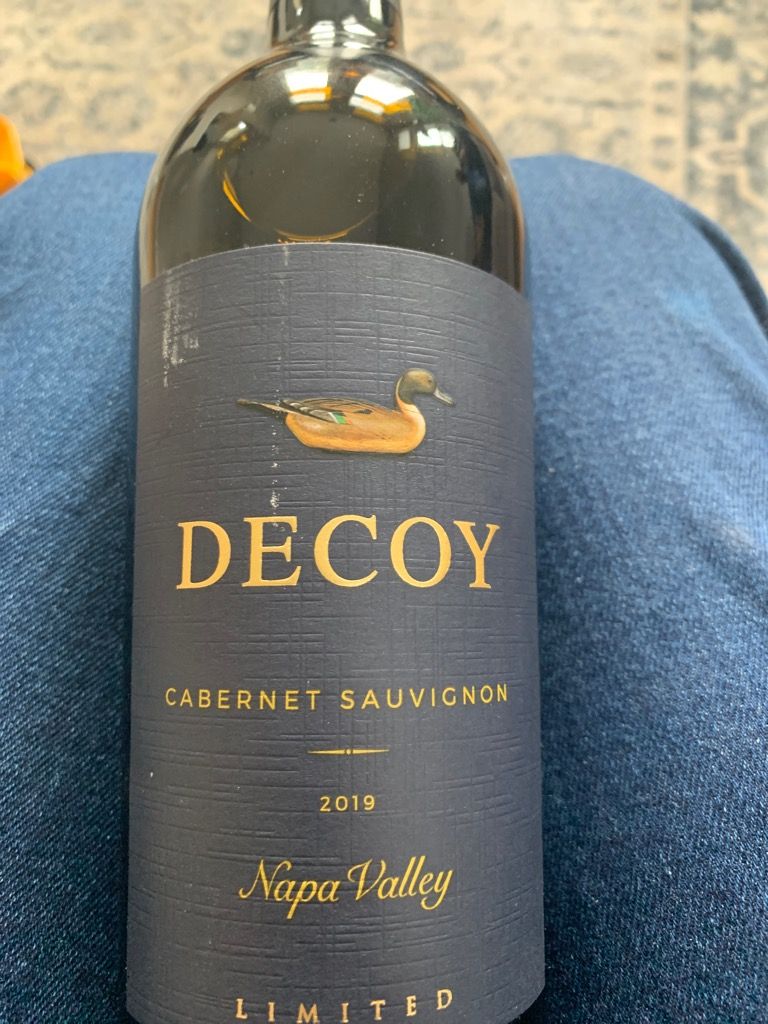 DECOY
CABERNET SAUVIGNON
2019
Napa Valley
LIMITED